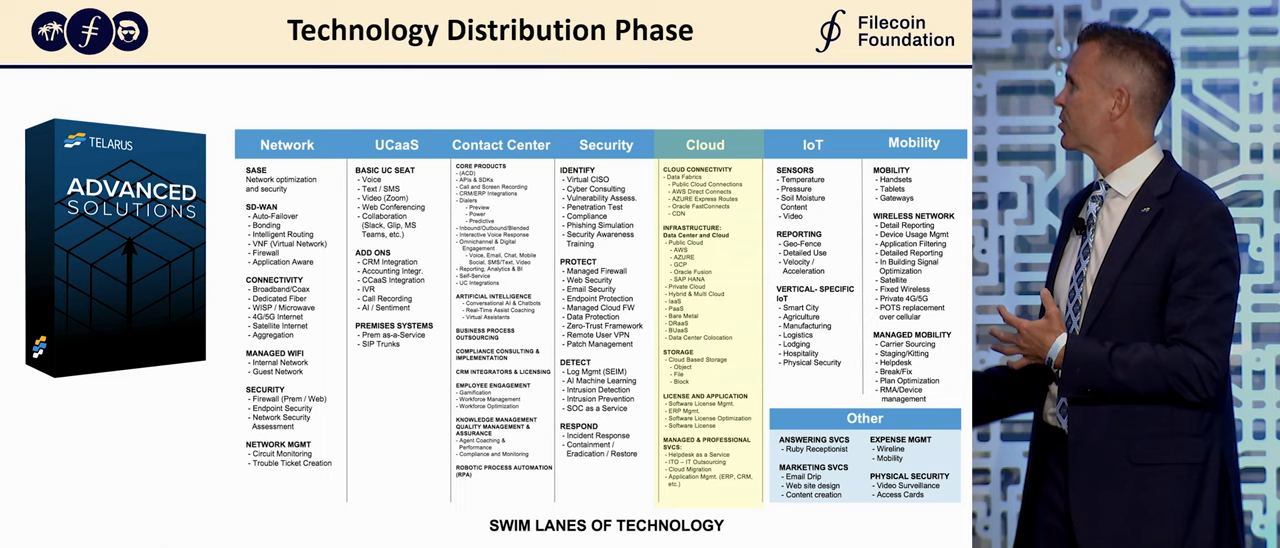 Technology Distribution Phase
Filecoin
Foundation
TELARUS
ADVANCED
SOLUTIONS
Network
SASE
Network optimization
and security
SD-WAN
- Auto-Failover
- Bonding
- Intelligent Routing
- VNF (Virtual Network)
- Firewall
- Application Aware
CONNECTIVITY
- Broadband/Coax
- Dedicated Fiber
- WISP / Microwave
- 4G/5G Internet
- Satellite Internet
- Aggregation
MANAGED WIFI
- Internal Network
- Guest Network
SECURITY
- Firewall (Prem / Web)
- Endpoint Security
- Network Security
Assessment
NETWORK MGMT
- Circuit Monitoring
- Trouble Ticket Creation
UCaaS
BASIC UC SEAT
- Voice
- Text / SMS
- Video (Zoom)
- Web Conferencing
- Collaboration
(Slack, Glip, MS
Teams, etc.)
ADD ONS
- CRM Integration
- Accounting Integr.
- CCaaS Integration
- IVR
- Call Recording
- AI / Sentiment
PREMISES SYSTEMS
- Prem as-a-Service
- SIP Trunks
Contact Center
CORE PRODUCTS
- (ACD)
- APIs & SDKs
- Call and Screen Recording
- CRM/ERP Integrations
- Dialers
- Preview
- Power
- Predictive
- Inbound/Outbound/Blended
- Interactive Voice Response
- Omnichannel & Digital
Engagement
- Voice, Email, Chat, Mobile
Social, SMS/Text, Video
- Reporting, Analytics & BI
- Self-Service
- UC Integrations
ARTIFICIAL INTELLIGENCE
- Conversational AI & Chatbots
- Real-Time Assist Coaching
- Virtual Assistants
BUSINESS PROCESS
OUTSOURCING
COMPLIANCE CONSULTING &
IMPLEMENTATION
CRM INTEGRATORS & LICENSING
EMPLOYEE ENGAGEMENT
- Gamification
- Workforce Management
- Workforce Optimization
KNOWLEDGE MANAGEMENT
QUALITY MANAGEMENT &
ASSURANCE
- Agent Coaching &
Performance
- Compliance and Monitoring
ROBOTIC PROCESS AUTOMATION
(RPA)
Security
IDENTIFY
- Virtual CISO
- Cyber Consulting
- Vulnerability Assess.
- Penetration Test
- Compliance
- Phishing Simulation
- Security Awareness
Training
PROTECT
- Managed Firewall
- Web Security
- Email Security
- Endpoint Protection
- Managed Cloud FW
- Data Protection
- Zero-Trust Framework
- Remote User VPN
- Patch Management
DETECT
- Log Mgmt (SEIM)
- AI Machine Learning
- Intrusion Detection
- Intrusion Prevention
- SOC as a Service
RESPOND
- Incident Response
- Containment /
Eradication / Restore
Cloud
CLOUD CONNECTIVITY
- Data Fabrics
- Public Cloud Connections
- AWS Direct Connects
- AZURE Express Routes
- Oracle FastConnects
- CDN
INFRASTRUCTURE:
Data Center and Cloud
- Public Cloud
- AWS
- AZURE
- GCP
- Oracle Fusion
- SAP HANA
- Private Cloud
- Hybrid & Multi Cloud
- IaaS
- PaaS
- Bare Metal
- DRaaS
- BUaaS
- Data Center Colocation
STORAGE
- Cloud Based Storage
- Object
- File
- Block
LICENSE AND APPLICATION
- Software License Mgmt.
- ERP Mgmt
- Software License Optimization
- Software License
MANAGED & PROFESSIONAL
SVCS:
- Helpdesk as a Service
- ITO – IT Outsourcing
- Cloud Migration
- Application Mgmt. (ERP, CRM,
etc.)
IoT
SENSORS
- Temperature
- Pressure
- Soil Moisture
Content
- Video
REPORTING
- Geo-Fence
- Detailed Use
- Velocity /
Acceleration
VERTICAL- SPECIFIC
IoT
- Smart City
- Agriculture
- Manufacturing
- Logistics
- Lodging
- Hospitality
- Physical Security
Mobility
MOBILITY
- Handsets
- Tablets
- Gateways
WIRELESS NETWORK
- Detail Reporting
- Device Usage Mgmt
- Application Filtering
- Detailed Reporting
- In Building Signal
Optimization
- Satellite
- Fixed Wireless
- Private 4G/5G
- POTS replacement
over cellular
MANAGED MOBILITY
- Carrier Sourcing
- Staging/Kitting
- Helpdesk
- Break/Fix
- Plan Optimization
- RMA/Device
management
Other
ANSWERING SVCS
- Ruby Receptionist
MARKETING SVCS
- Email Drip
- Web site design
- Content creation
EXPENSE MGMT
- Wireline
- Mobility
PHYSICAL SECURITY
- Video Surveillance
- Access Cards
SWIM LANES OF TECHNOLOGY